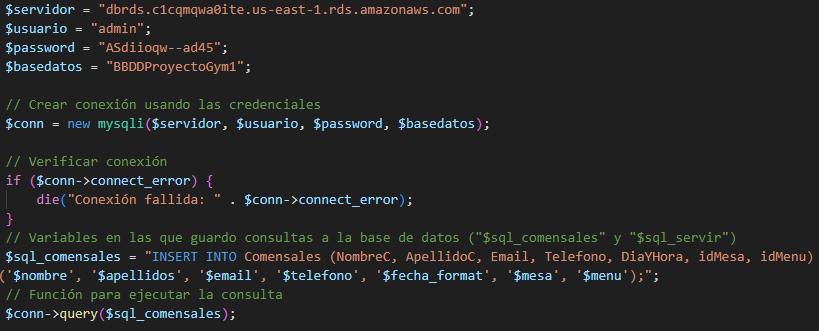 $servidor = "dbrds.c1cqmqwa0ite.us-east-1.rds.amazonaws.com";
$usuario = "admin";
$password = "ASdiioqw--ad45";
$basedatos = "BBDDProyectoGym1";
// Crear conexión usando las credenciales
$conn = new mysqli($servidor, $usuario, $password, $basedatos);
// Verificar conexión
if ($conn->connect_error) {
die("Conexión fallida: " . $conn->connect_error);
}
// Variables en las que guardo consultas a la base de datos ("$sql_comensales" y "$sql_servir")
$sql_comensales = "INSERT INTO Comensales (NombreC, ApellidoC, Email, Telefono, DiaYHora, idMesa, idMenu)
('$nombre', '$apellidos', '$email', '$telefono', '$fecha_format', '$mesa', '$menu');";
// Función para ejecutar la consulta
$conn->query($sql_comensales);